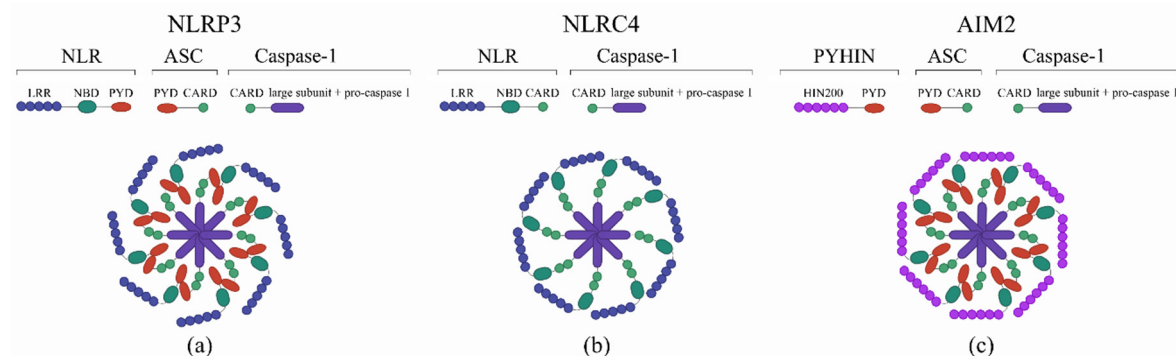 NLRP3
NLR ASC Caspase-1
LRR NBD PYD PYD CARD CARD large subunit + pro-caspase 1
(a)
NLRC4
NLR Caspase-1
LRR NBD CARD CARD large subunit + pro-caspase 1
(b)
AIM2
PYHIN ASC Caspase-1
HIN200 PYD PYD CARD CARD large subunit + pro-caspase 1
(c)